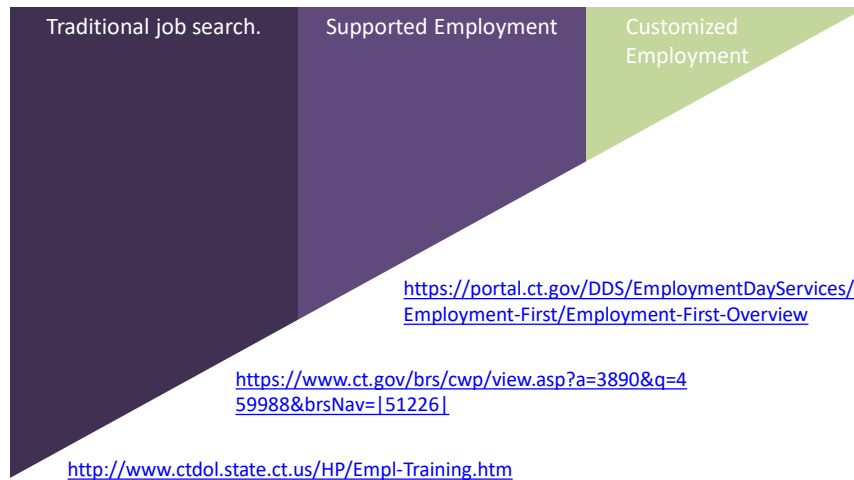 Traditional job search.
Supported Employment
Customized
Employment
https://portal.ct.gov/DDS/EmploymentDayServices/
Employment-First/Employment-First-Overview
https://www.ct.gov/brs/cwp/view.asp?a=3890&q=4
59988&brsNav=|51226|
http://www.ctdol.state.ct.us/HP/Empl-Training.htm